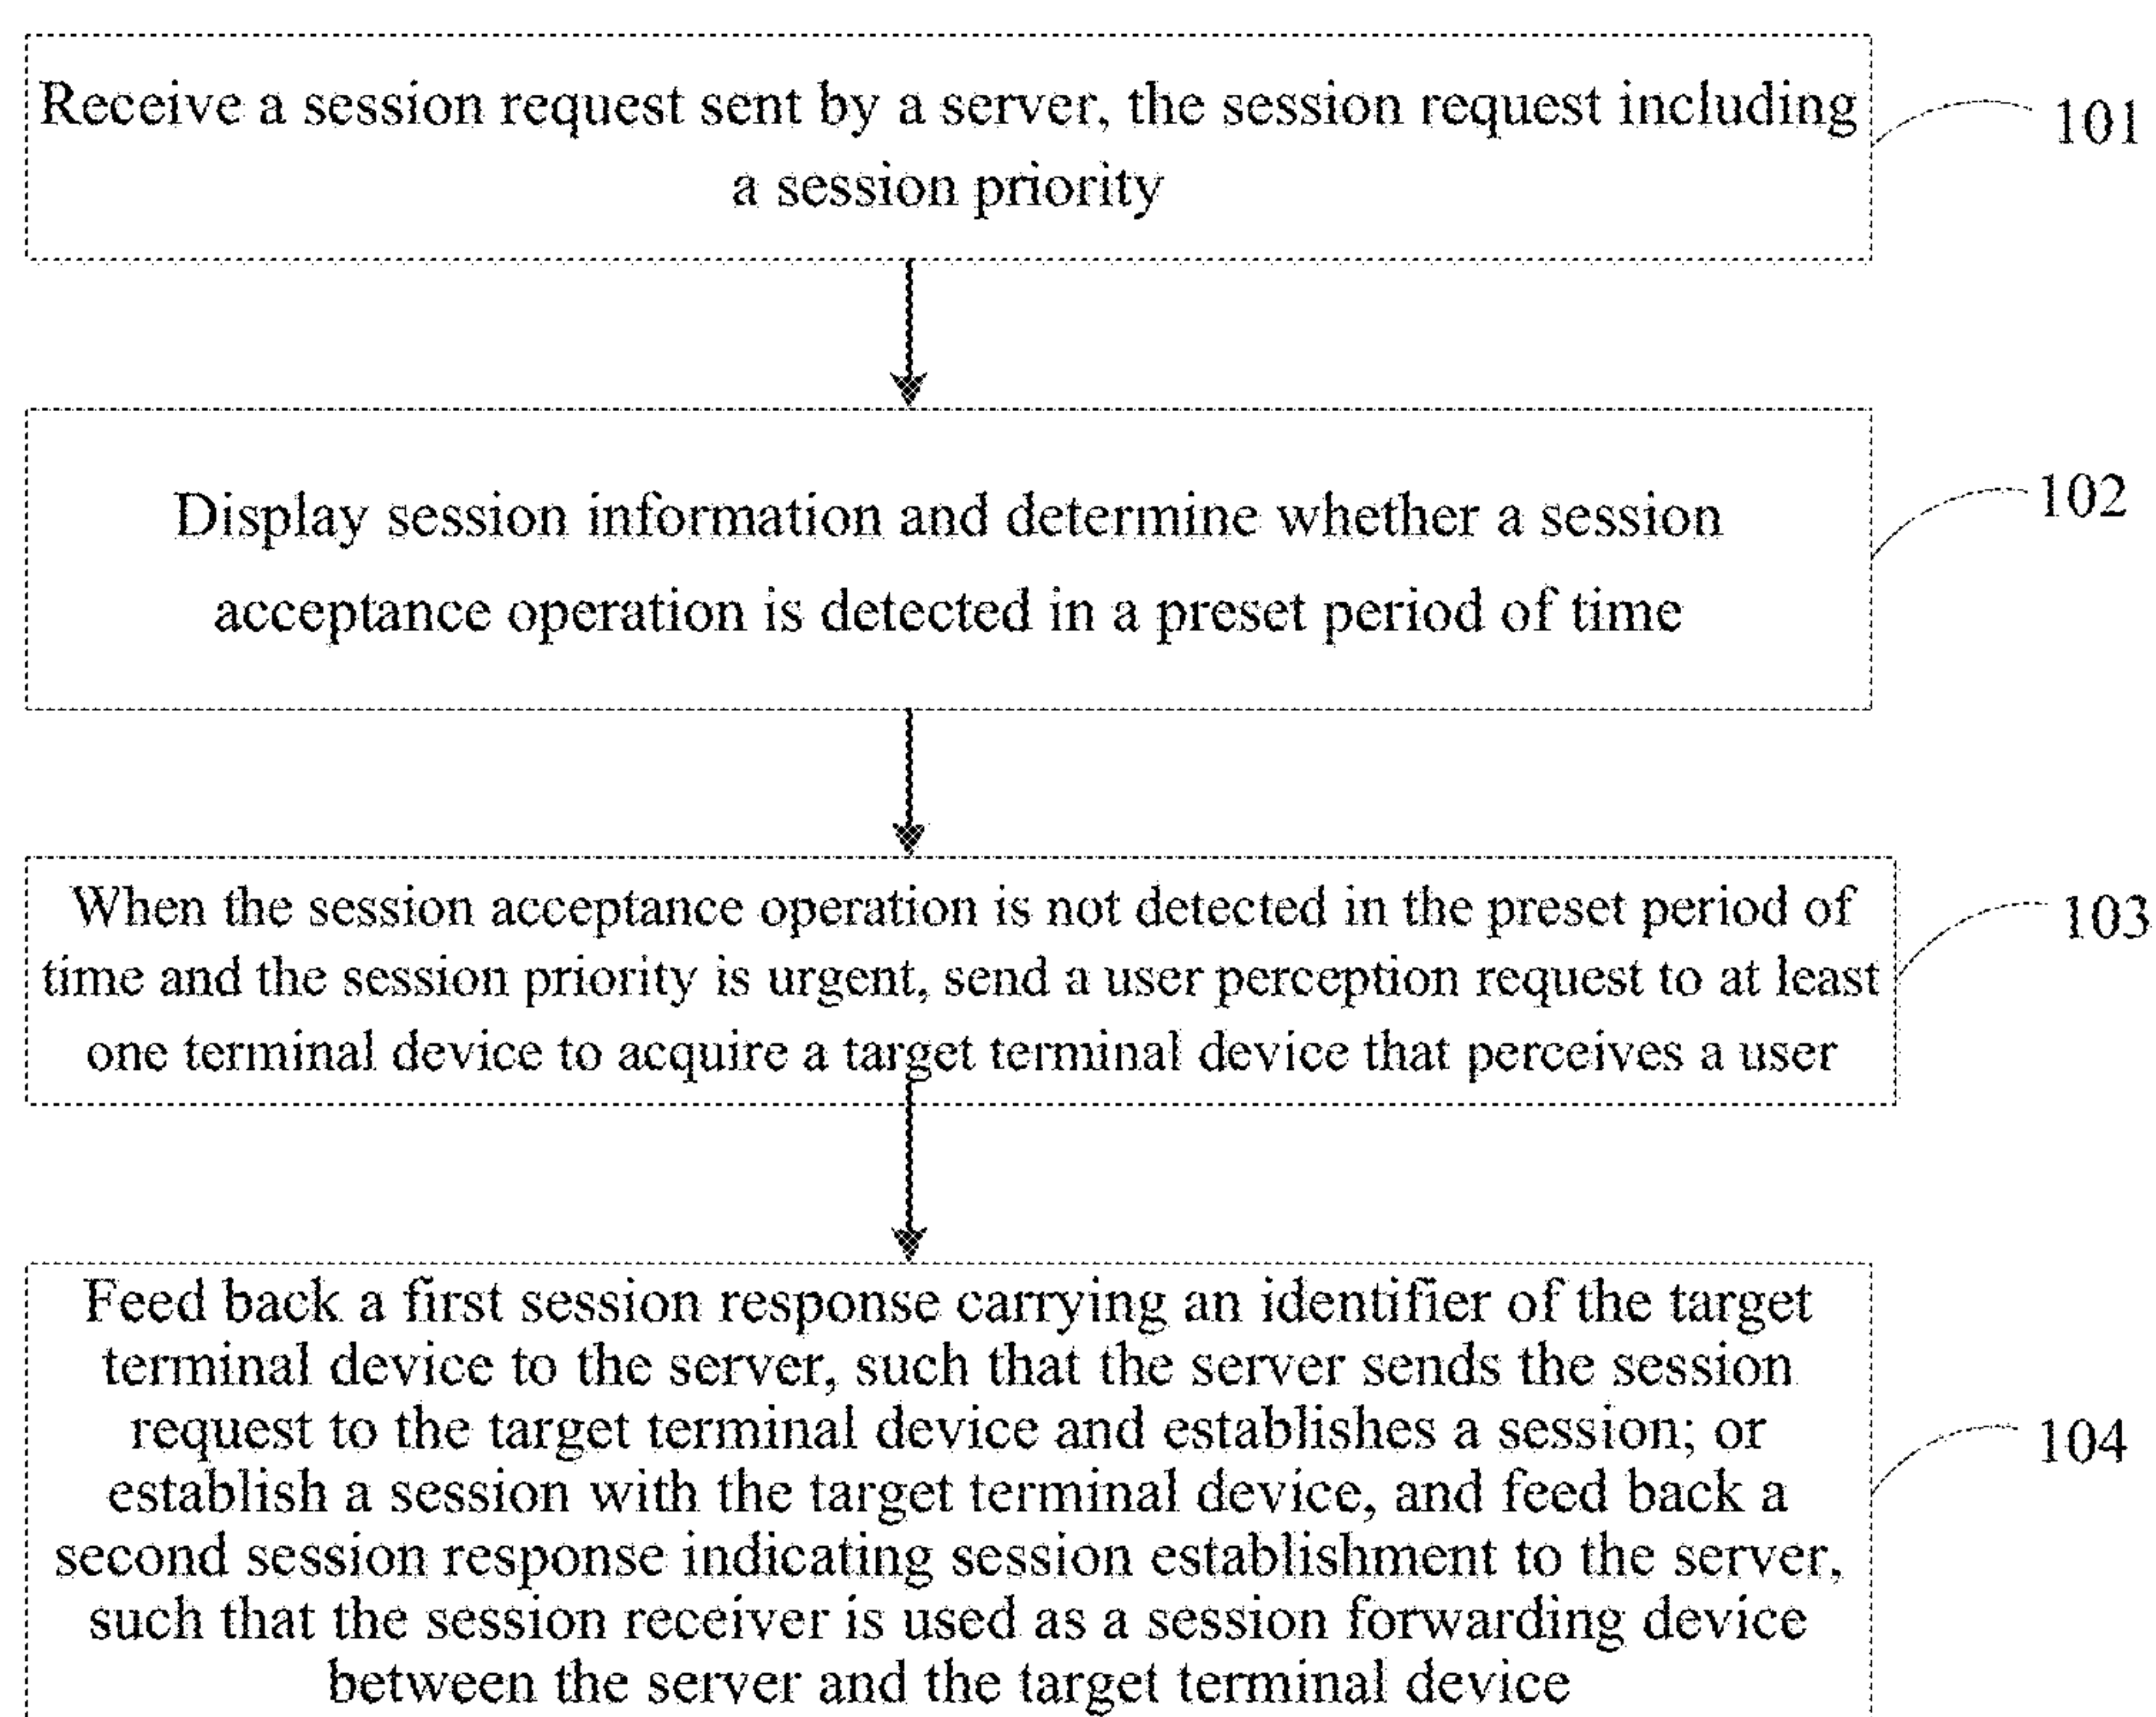 Receive a session request sent by a server, the session request including
a session priority
101
Display session information and determine whether a session
acceptance operation is detected in a preset period of time
102
When the session acceptance operation is not detected in the preset period of
time and the session priority is urgent, send a user perception request to at least
one terminal device to acquire a target terminal device that perceives a user
103
Feed back a first session response carrying an identifier of the target
terminal device to the server, such that the server sends the session
request to the target terminal device and establishes a session; or
establish a session with the target terminal device, and feed back a
second session response indicating session establishment to the server,
such that the session receiver is used as a session forwarding device
between the server and the target terminal device
104